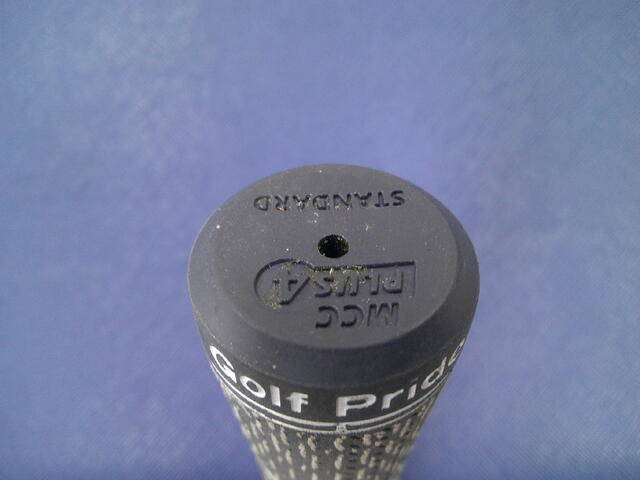 MCC
PLUS4
STANDARD
Golf Pride